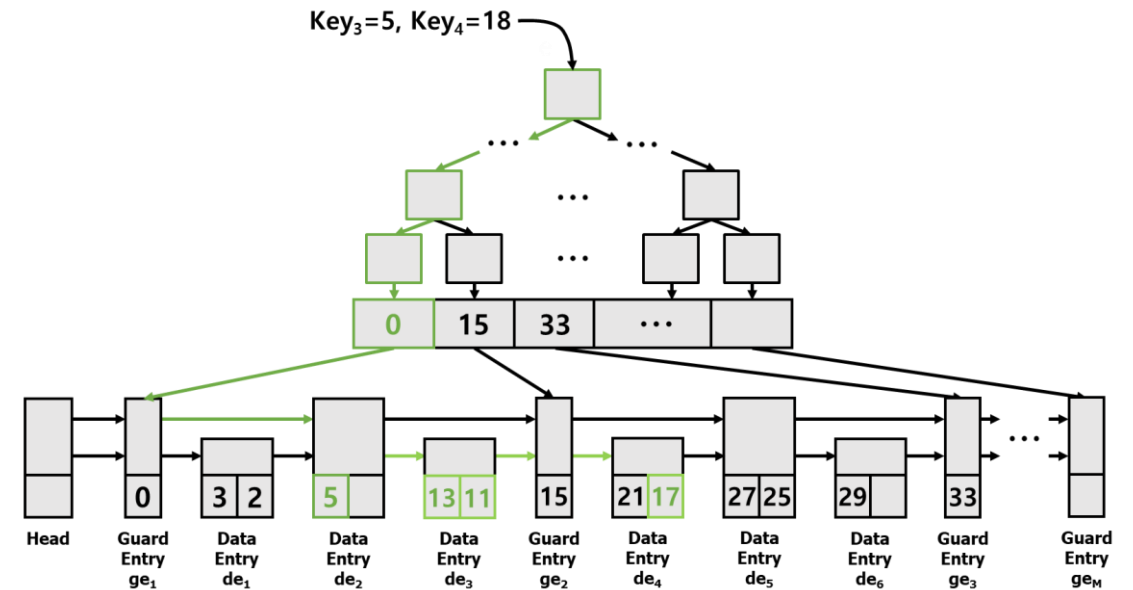 Key₃=5, Key₄=18
... ...
...
...
0 15 33 ...
...
0 3 2 5 13 11 15 21 17 27 25 29 33
Head Guard Data Data Data Guard Data Data Data Guard Guard
Entry Entry Entry Entry Entry Entry Entry Entry Entry Entry
ge₁ de₁ de₂ de₃ ge₂ de₄ de₅ de₆ ge₃ geM